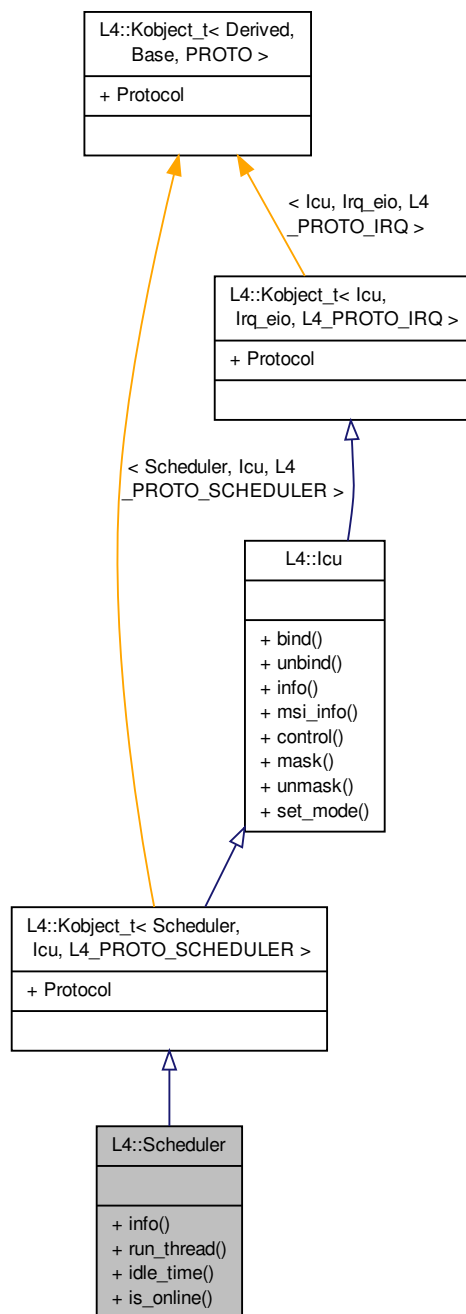 L4::Kobject_t< Derived,
Base, PROTO >
+ Protocol
< Icu, Irq_eio, L4
_PROTO_IRQ >
L4::Kobject_t< Icu,
Irq_eio, L4_PROTO_IRQ >
+ Protocol
< Scheduler, Icu, L4
_PROTO_SCHEDULER >
L4::Icu
+ bind()
+ unbind()
+ info()
+ msi_info()
+ control()
+ mask()
+ unmask()
+ set_mode()
L4::Kobject_t< Scheduler,
Icu, L4_PROTO_SCHEDULER >
+ Protocol
L4::Scheduler
+ info()
+ run_thread()
+ idle_time()
+ is_online()